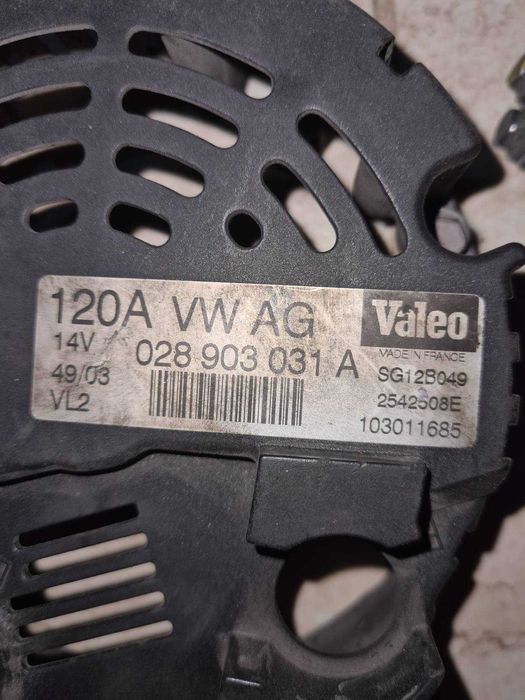 120A VW AG
14V
028 903 031 A
49/03
VL2
Valeo
MADE IN FRANCE
SG12B049
2542508E
103011685